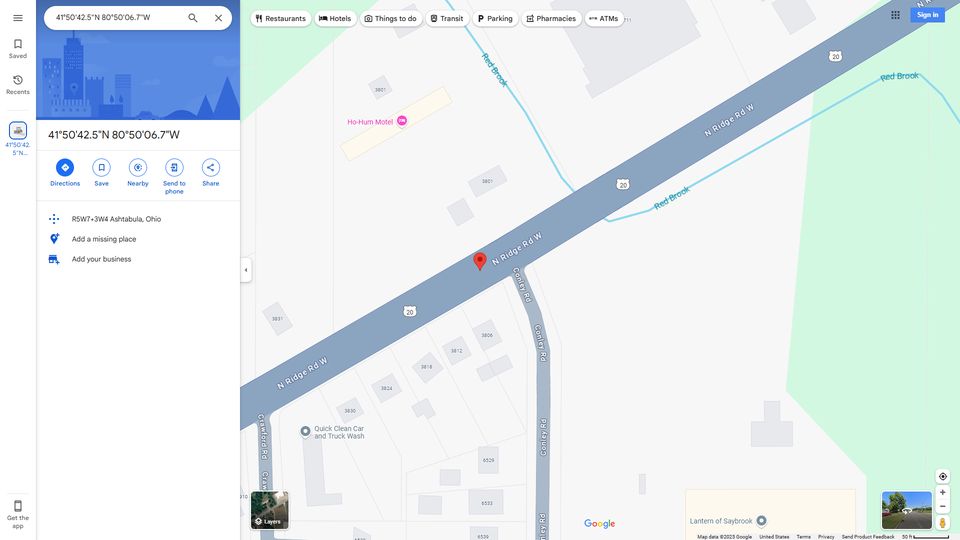 41°50'42.5"N 80°50'06.7"W
Restaurants
Hotels
Things to do
Transit
Parking
Pharmacies
ATMs
Sign in
Saved
Recents
41°50'42.
5"N...
41°50'42.5"N 80°50'06.7"W
Directions
Save
Nearby
Send to
phone
Share
R5W7+3W4 Ashtabula, Ohio
Add a missing place
Add your business
Get the
app
N Ridge Rd W
20
Red Brook
Red Brook
3801
Ho-Hum Motel
N Ridge Rd W
3801
20
Red Brook
N Ridge Rd W
Conley Rd
20
3831
3806
Conley Rd
3812
3818
3824
3830
N Ridge Rd W
Crawford Rd
Quick Clean Car
and Truck Wash
Conley Rd
6529
Craw
6533
Conley Rd
6539
Layers
Lantern of Saybrook
Google
Map data ©2023 Google
United States
Terms
Privacy
Send Product Feedback
50 ft